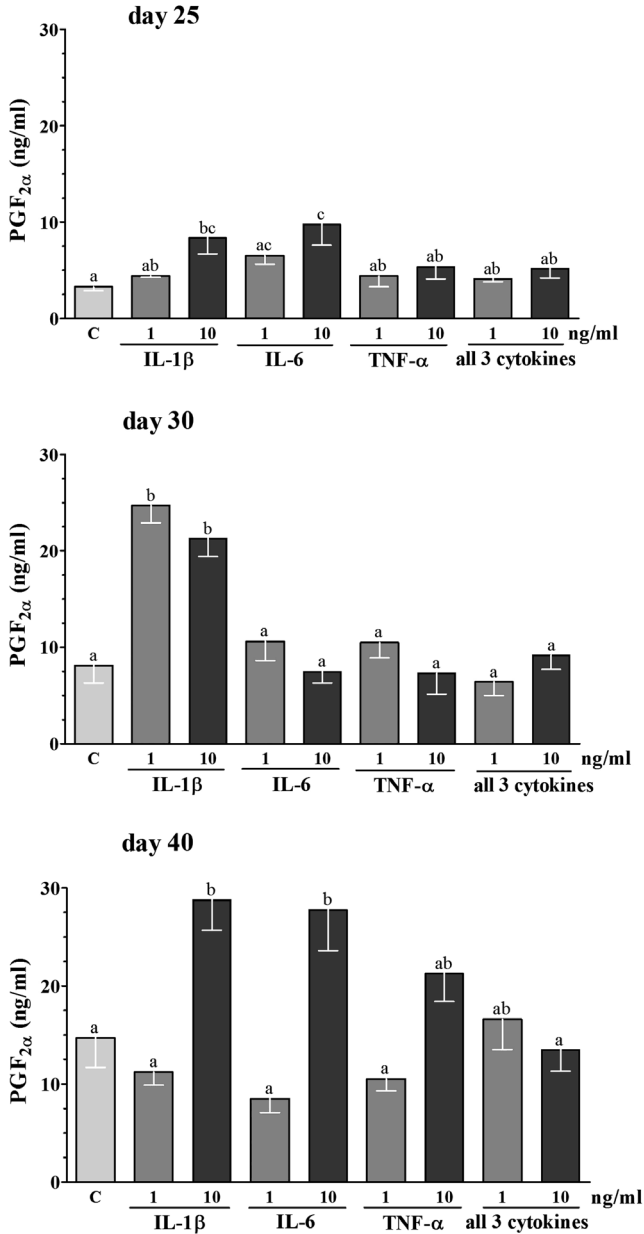 day 25
PGF2α (ng/ml)
30
20
10
0
a
ab
bc
ac
c
ab
ab
ab
ab
C
1
10
1
10
1
10
1
10
ng/ml
IL-1β
IL-6
TNF-α
all 3 cytokines
day 30
PGF2α (ng/ml)
30
20
10
0
a
b
b
a
a
a
a
a
a
C
1
10
1
10
1
10
1
10
ng/ml
IL-1β
IL-6
TNF-α
all 3 cytokines
day 40
PGF2α (ng/ml)
30
20
10
0
a
a
b
a
b
a
ab
ab
a
C
1
10
1
10
1
10
1
10
ng/ml
IL-1β
IL-6
TNF-α
all 3 cytokines